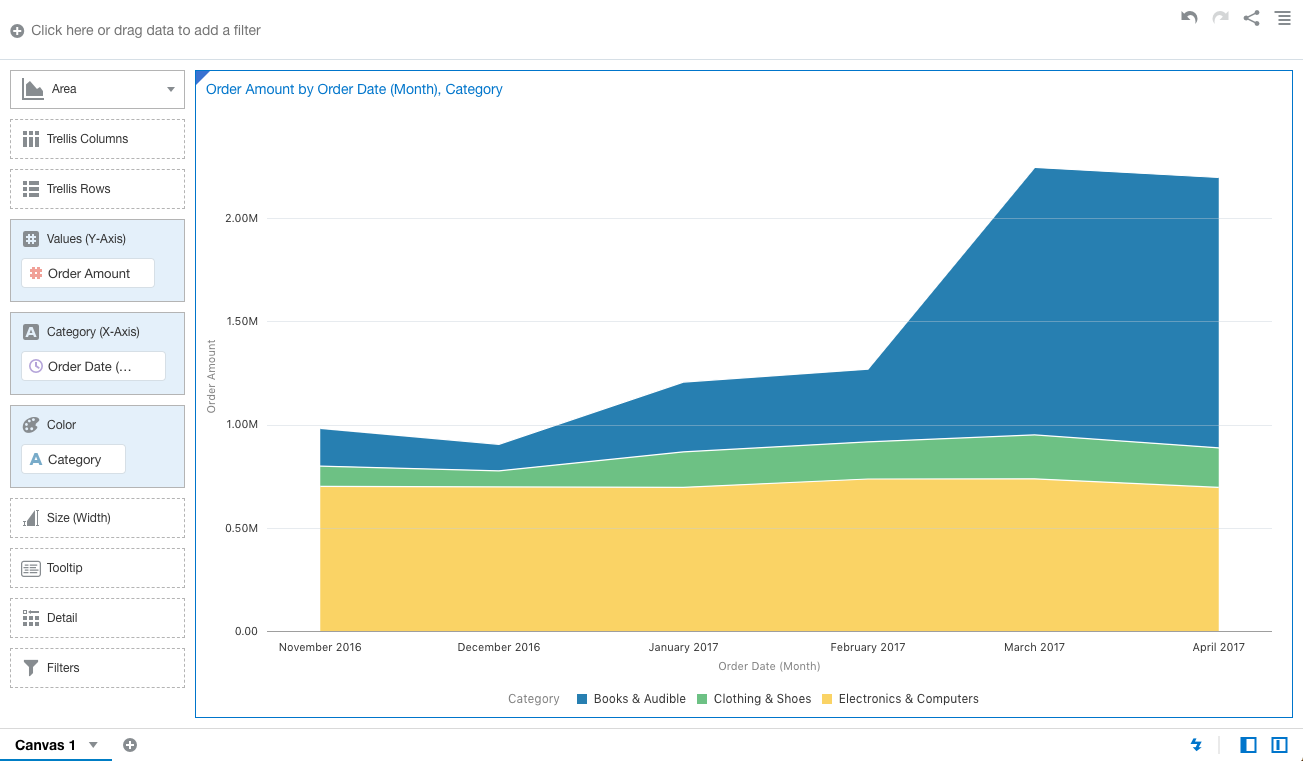 Click here or drag data to add a filter
Area
Trellis Columns
Trellis Rows
Values (Y-Axis)
Order Amount
Category (X-Axis)
Order Date (...
Color
A Category
Size (Width)
Tooltip
Detail
Filters
Order Amount by Order Date (Month), Category
2.00M
1.50M
1.00M
0.50M
0.00
Order Amount
November 2016 December 2016 January 2017 February 2017 March 2017 April 2017
Order Date (Month)
Category Books & Audible Clothing & Shoes Electronics & Computers
Canvas 1